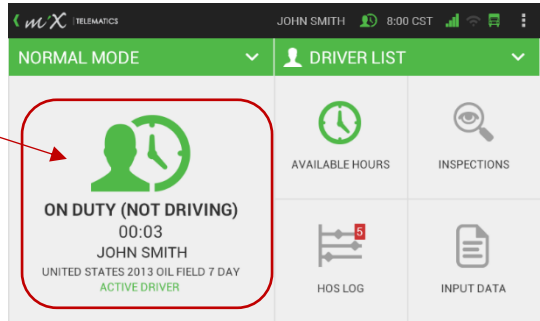 miX | TELEMATICS
JOHN SMITH 8:00 CST
NORMAL MODE
DRIVER LIST
ON DUTY (NOT DRIVING)
00:03
JOHN SMITH
UNITED STATES 2013 OIL FIELD 7 DAY
ACTIVE DRIVER
AVAILABLE HOURS
INSPECTIONS
5
HOS LOG
INPUT DATA